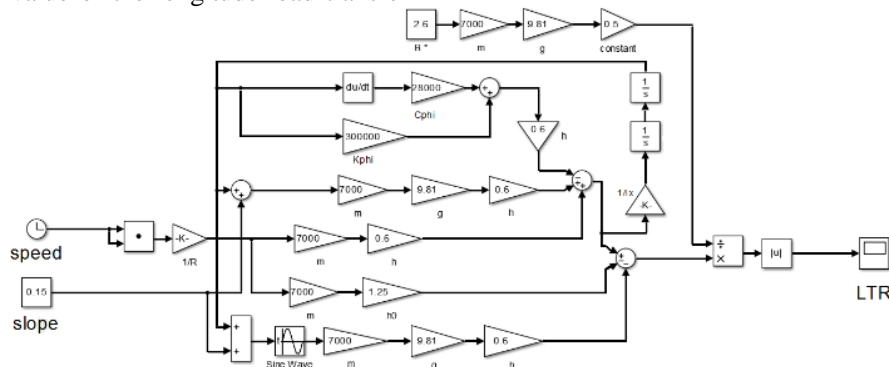 2.6 7000 9.81 0.5
B * m g constant
du/dt 28000 + +
Cphi
300000
Kphi
0.6 h
1 s
1 s
1/Ix
-K-
+ + 7000 9.81 0.6
m g h
speed
-K-
1/R
7000 0.6
m h
÷ ×
|u|
LTR
0.15
slope
7000 1.25
m h0
+ +
Sine Wave
7000 9.81 0.6
m g h